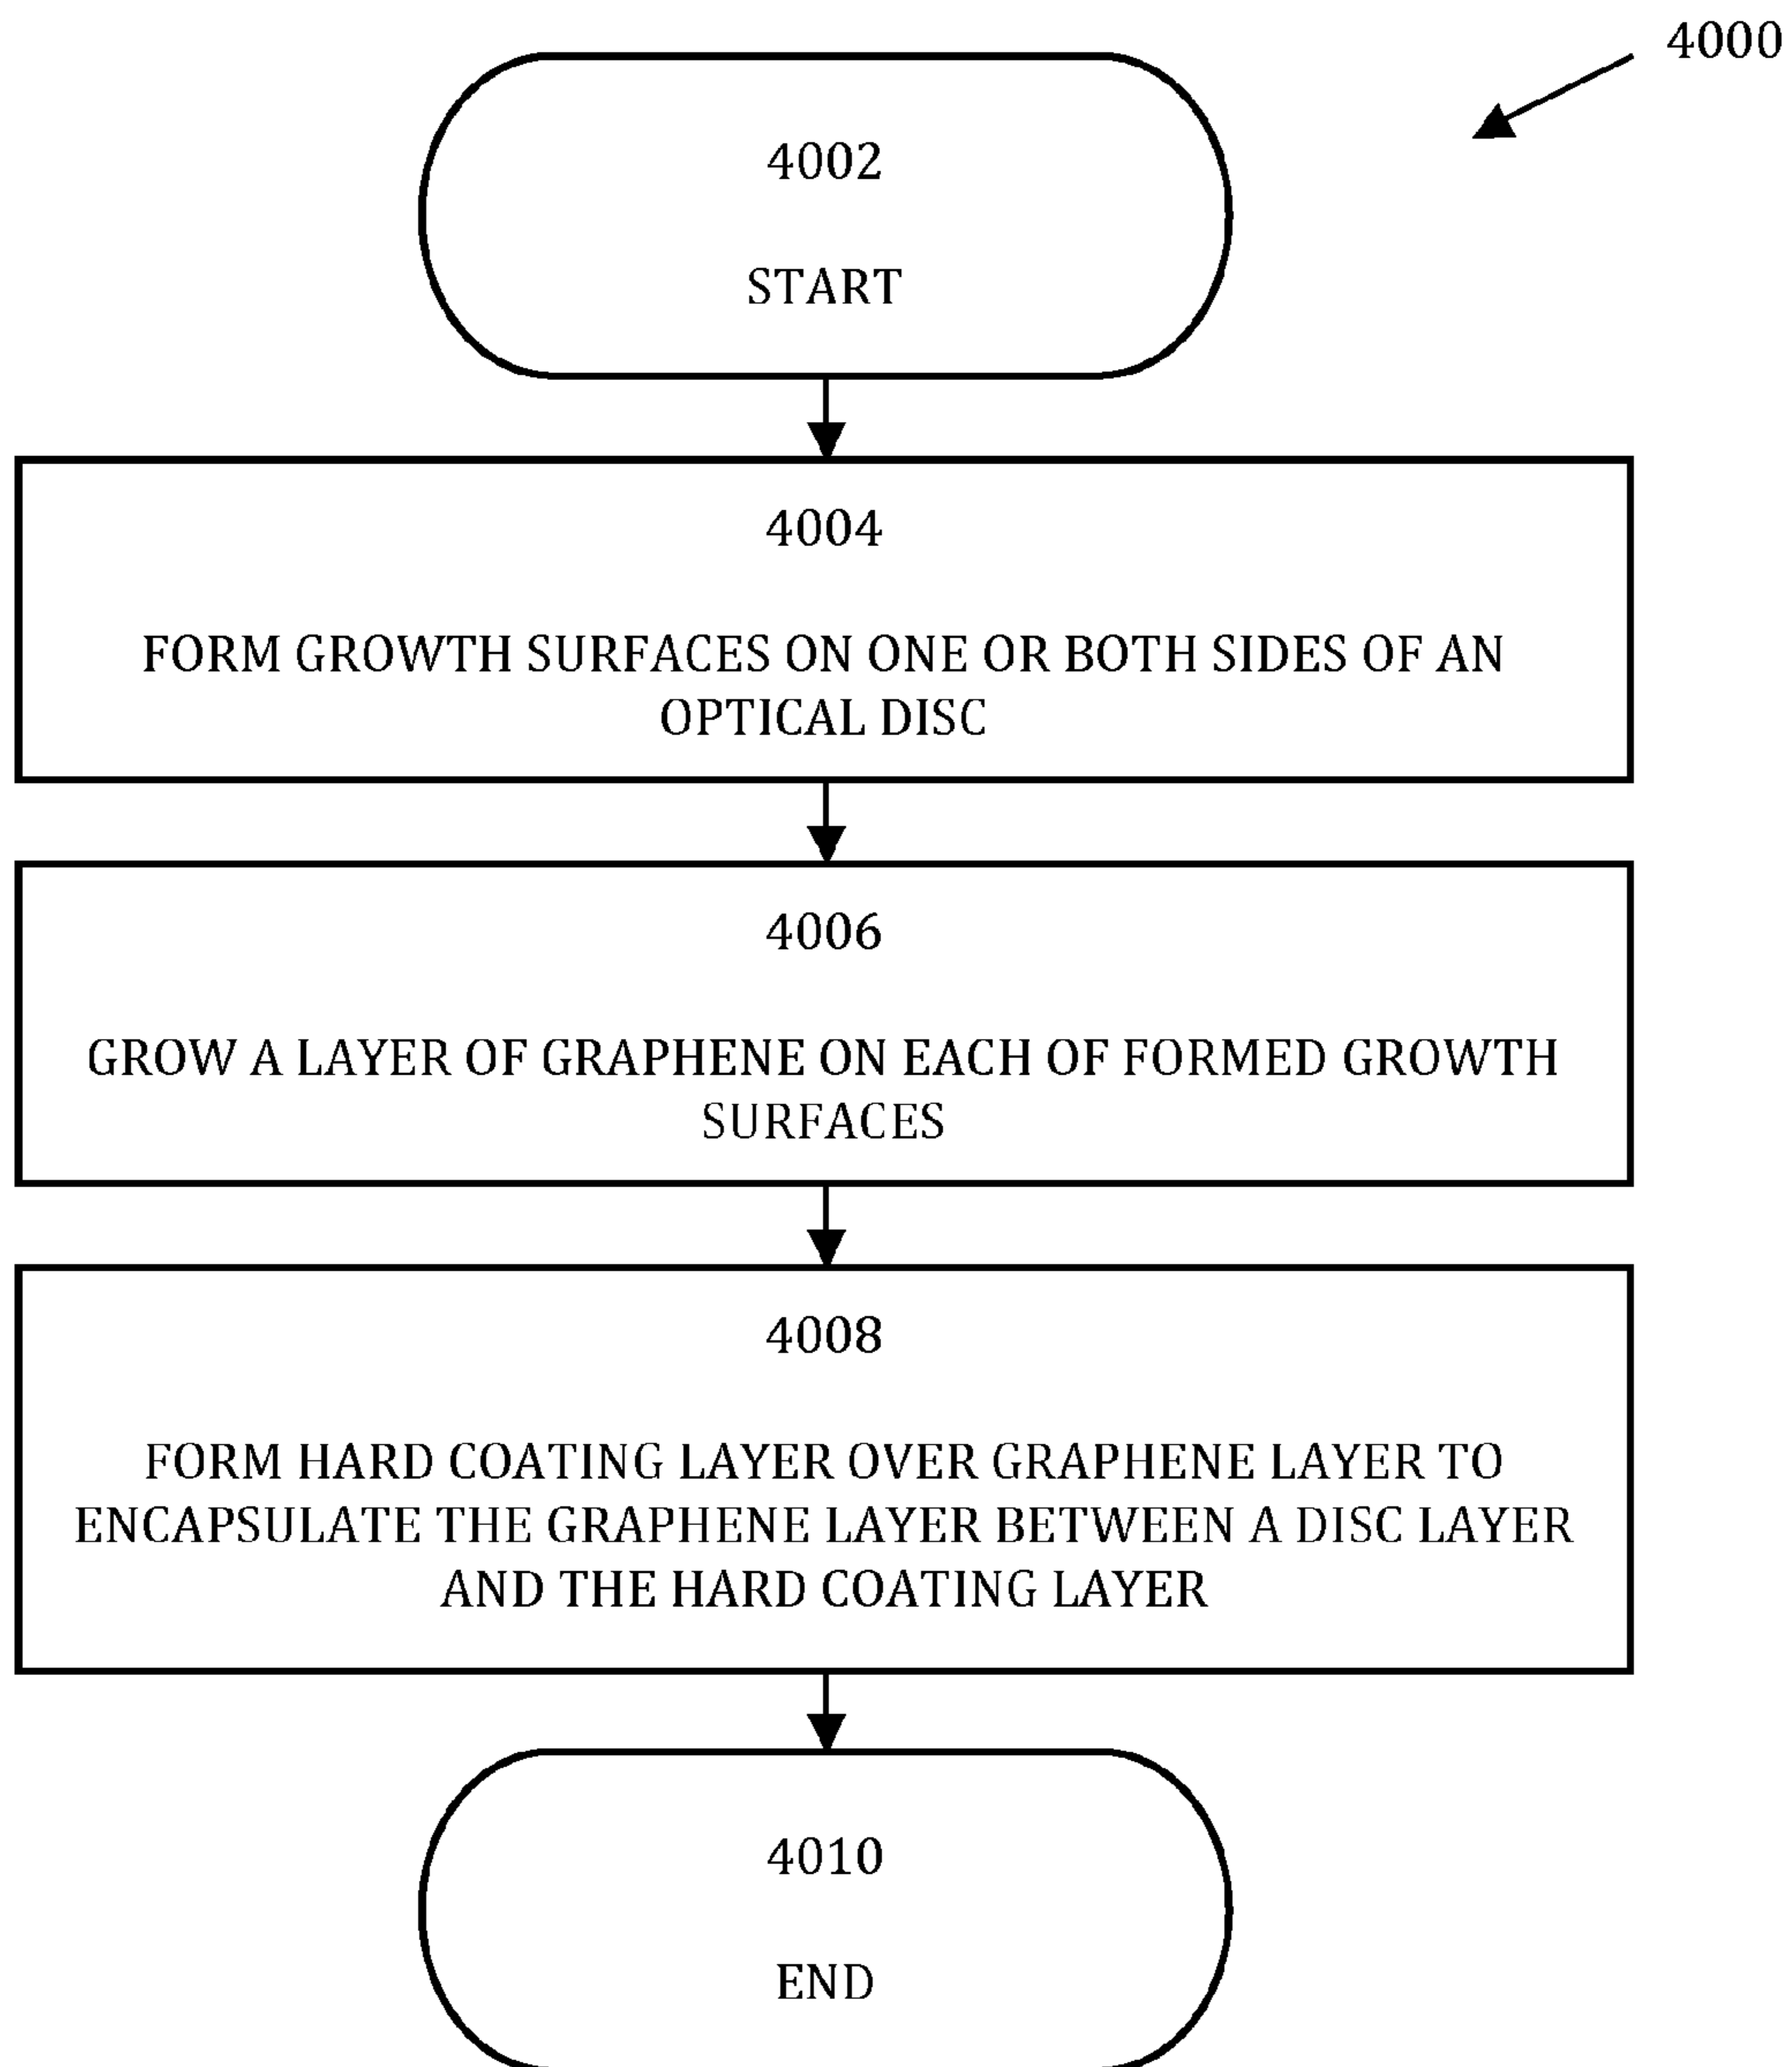 4000
4002
START
4004
FORM GROWTH SURFACES ON ONE OR BOTH SIDES OF AN
OPTICAL DISC
4006
GROW A LAYER OF GRAPHENE ON EACH OF FORMED GROWTH
SURFACES
4008
FORM HARD COATING LAYER OVER GRAPHENE LAYER TO
ENCAPSULATE THE GRAPHENE LAYER BETWEEN A DISC LAYER
AND THE HARD COATING LAYER
4010
END